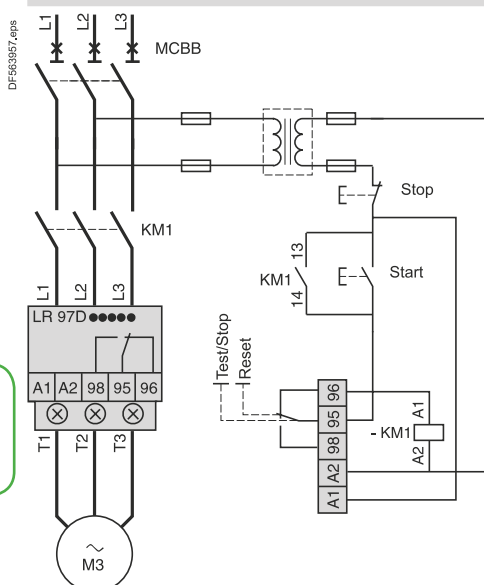 DF563957.eps
L1 L2 L3
MCBB
Stop
KM1
13
KM1
14
Start
L1 L2 L3
LR 97D●●●●●
A1 A2 98 95 96
T1 T2 T3
M3
Test/Stop
Reset
96
95
98
A2
A1
A1
- KM1
A2